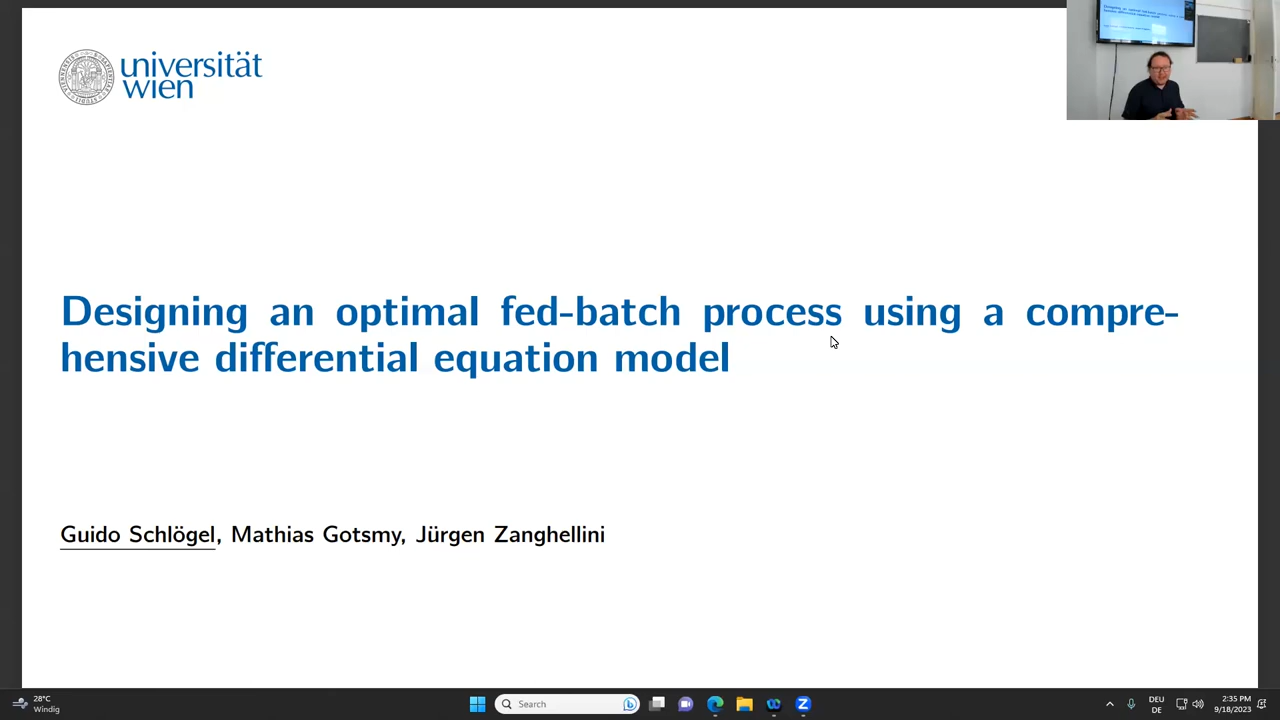 universität
wien
Designing an optimal fed-batch process using a compre-
hensive differential equation model
Guido Schlögel, Mathias Gotsmy, Jürgen Zanghellini
28°C
Windig
Search
DEU
DE
2:35 PM
9/18/2023